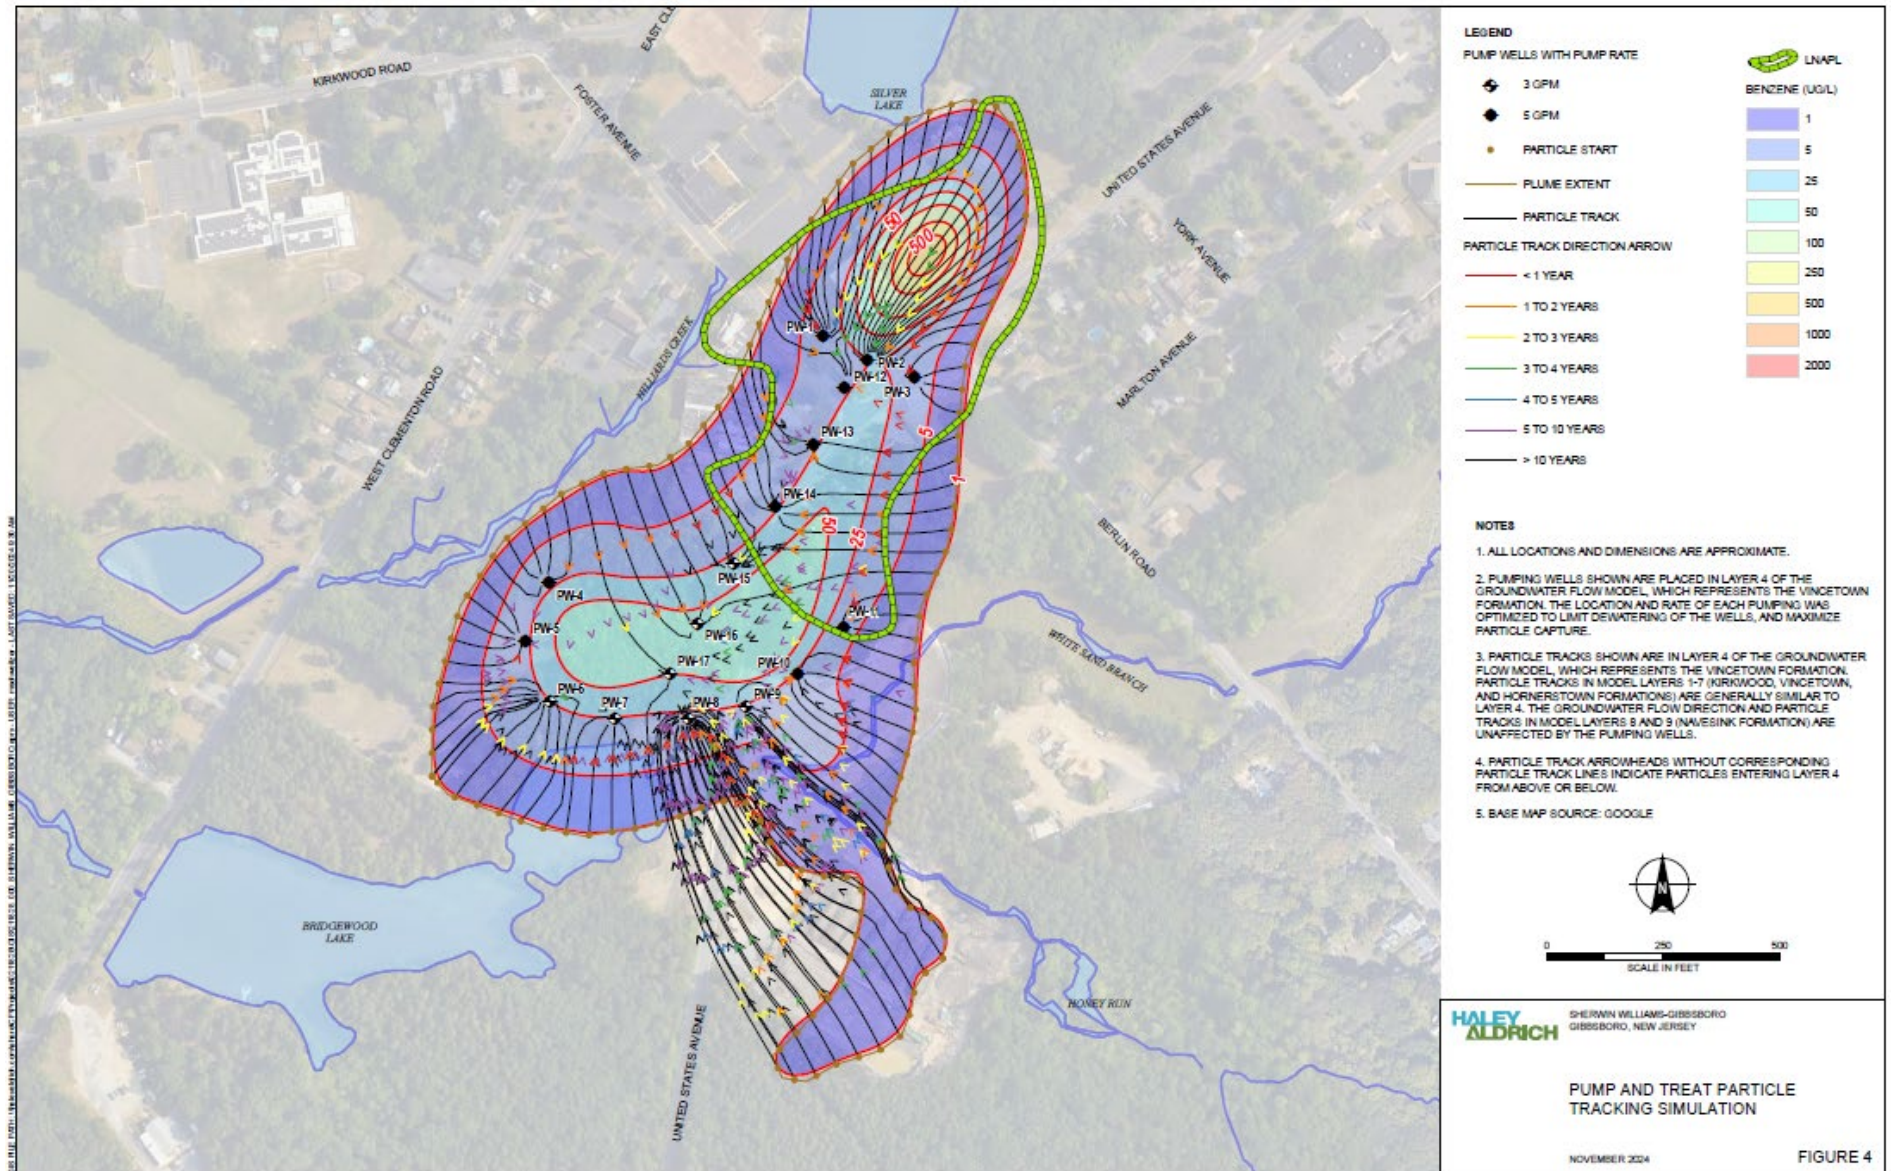 KIRKWOOD ROAD
FOSTER AVENUE
SILVER
LAKE
UNITED STATES AVENUE
YORK AVENUE
MARLTON AVENUE
BERLIN ROAD
WEST CLEMENTON ROAD
HILLIARDS CREEK
WHITE SAND BRANCH
HONEY RUN
BRIDGEWOOD
LAKE
UNITED STATES AVENUE
50
500
5
1
50
25
PW-1
PW-2
PW-12
PW-3
PW-13
PW-14
PW-15
PW-4
PW-11
PW-5
PW-16
PW-17
PW-10
PW-6
PW-7
PW-8
PW-9
LEGEND
PUMP WELLS WITH PUMP RATE
3 GPM
5 GPM
PARTICLE START
PLUME EXTENT
PARTICLE TRACK
PARTICLE TRACK DIRECTION ARROW
< 1 YEAR
1 TO 2 YEARS
2 TO 3 YEARS
3 TO 4 YEARS
4 TO 5 YEARS
5 TO 10 YEARS
> 10 YEARS
LNAPL
BENZENE (UG/L)
1
5
25
50
100
250
500
1000
2000
NOTES
1. ALL LOCATIONS AND DIMENSIONS ARE APPROXIMATE.
2. PUMPING WELLS SHOWN ARE PLACED IN LAYER 4 OF THE
GROUNDWATER FLOW MODEL, WHICH REPRESENTS THE VINCETOWN
FORMATION. THE LOCATION AND RATE OF EACH PUMPING WAS
OPTIMIZED TO LIMIT DEWATERING OF THE WELLS, AND MAXIMIZE
PARTICLE CAPTURE.
3. PARTICLE TRACKS SHOWN ARE IN LAYER 4 OF THE GROUNDWATER
FLOW MODEL, WHICH REPRESENTS THE VINCETOWN FORMATION.
PARTICLE TRACKS IN MODEL LAYERS 1-7 (KIRKWOOD, VINCETOWN,
AND HORNERSTOWN FORMATIONS) ARE GENERALLY SIMILAR TO
LAYER 4. THE GROUNDWATER FLOW DIRECTION AND PARTICLE
TRACKS IN MODEL LAYERS 8 AND 9 (NAVESINK FORMATION) ARE
UNAFFECTED BY THE PUMPING WELLS.
4. PARTICLE TRACK ARROWHEADS WITHOUT CORRESPONDING
PARTICLE TRACK LINES INDICATE PARTICLES ENTERING LAYER 4
FROM ABOVE OR BELOW.
5. BASE MAP SOURCE: GOOGLE
N
0 250 500
SCALE IN FEET
HALEY
ALDRICH
SHERWIN WILLIAMS-GIBBSBORO
GIBBSBORO, NEW JERSEY
PUMP AND TREAT PARTICLE
TRACKING SIMULATION
NOVEMBER 2024
FIGURE 4